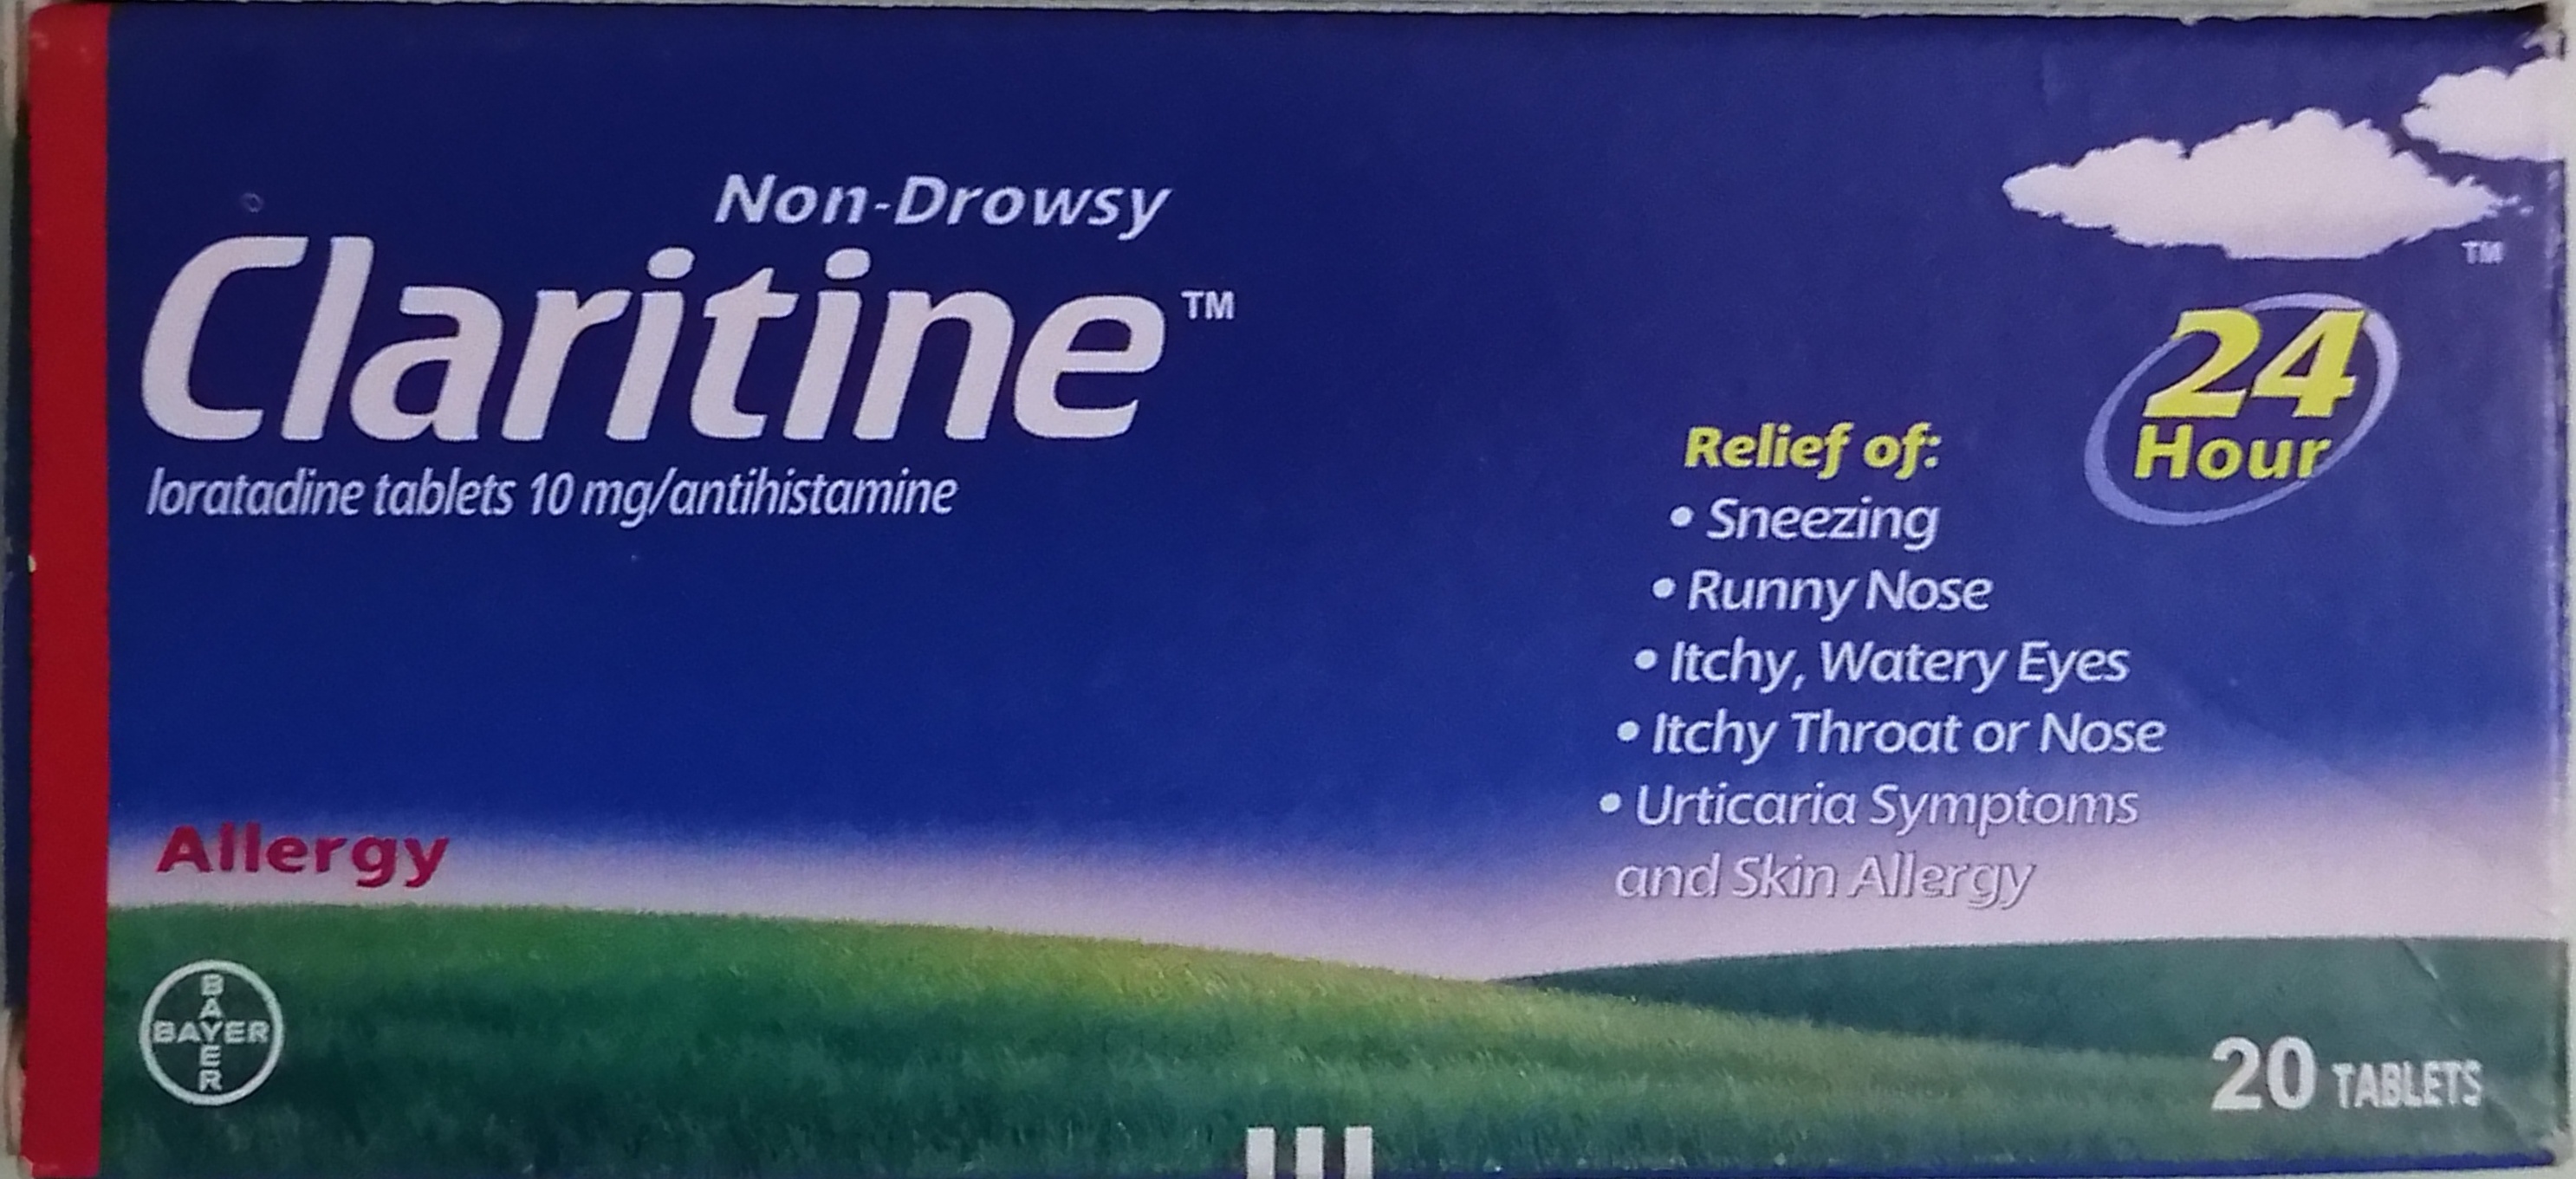 Non-Drowsy
Claritine™
loratadine tablets 10 mg/antihistamine
TM
24
Hour
Relief of:
• Sneezing
• Runny Nose
• Itchy, Watery Eyes
• Itchy Throat or Nose
• Urticaria Symptoms
and Skin Allergy
Allergy
BAYER
BAYER
20 TABLETS